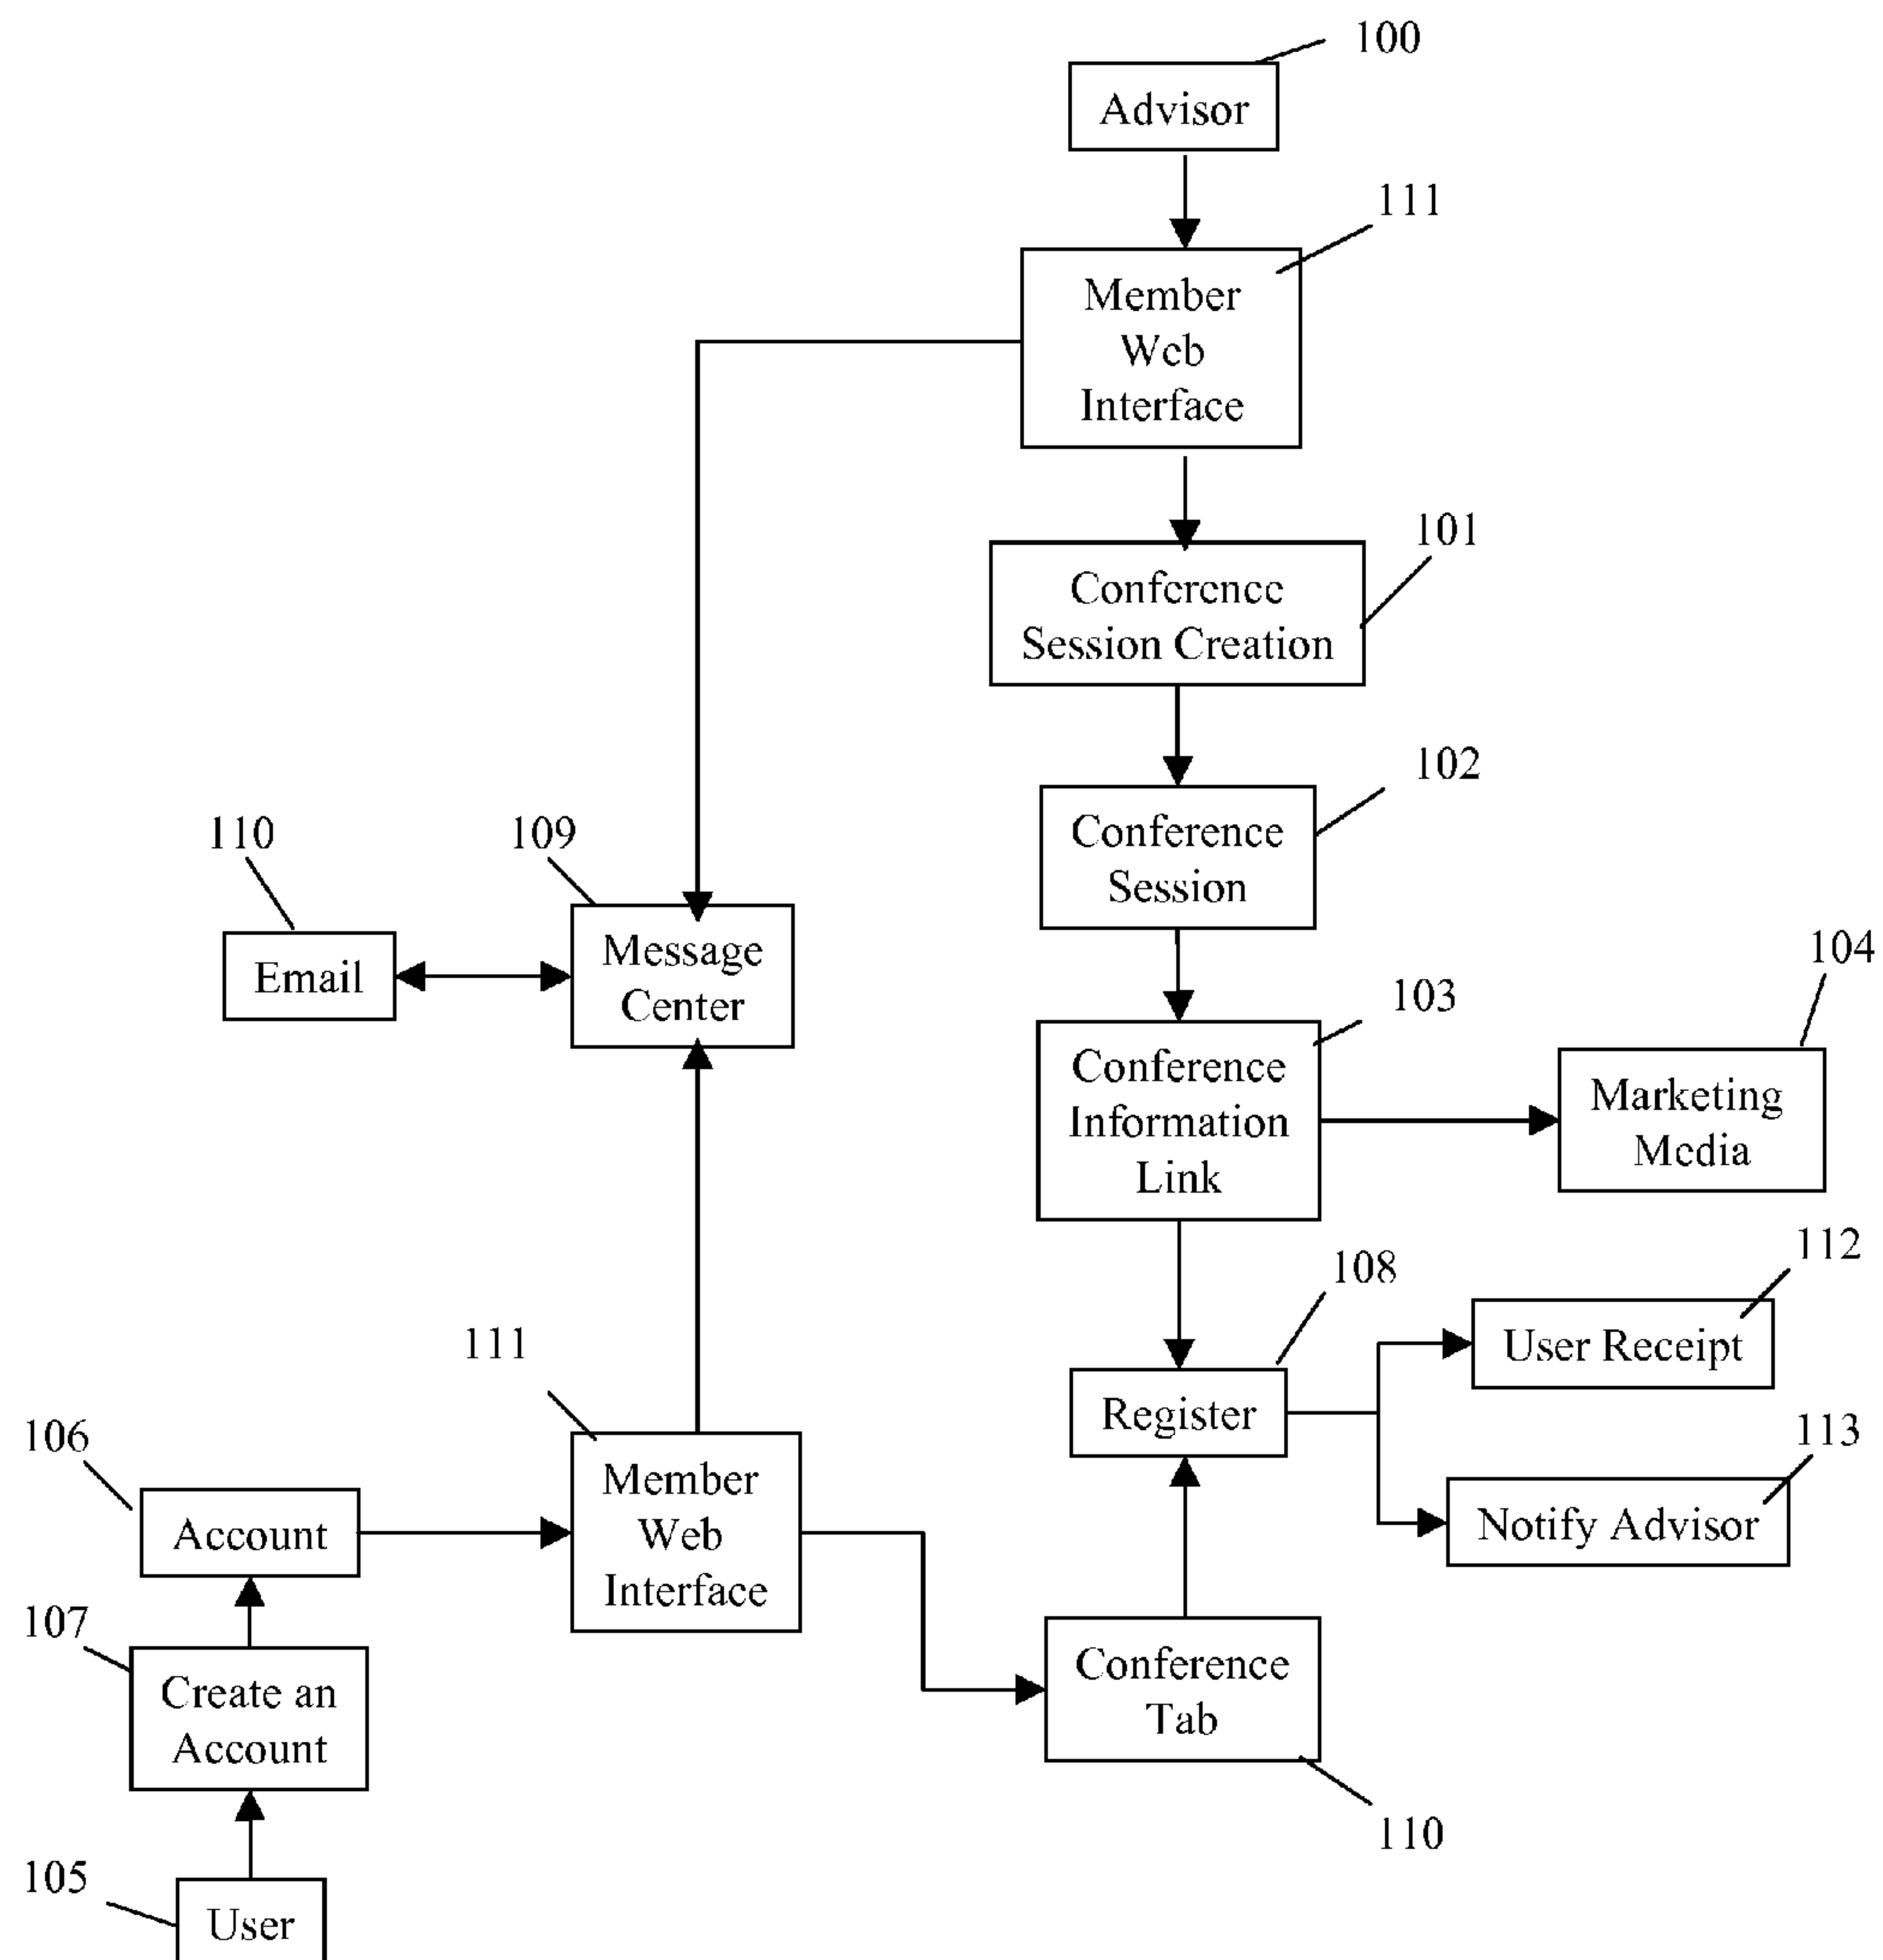 100
Advisor
111
Member
Web
Interface
101
Conference
Session Creation
102
Conference
Session
110
109
Email
Message
Center
104
103
Conference
Information
Link
Marketing
Media
112
108
User Receipt
111
Register
113
Notify Advisor
106
Account
Member
Web
Interface
107
Create an
Account
Conference
Tab
110
105
User